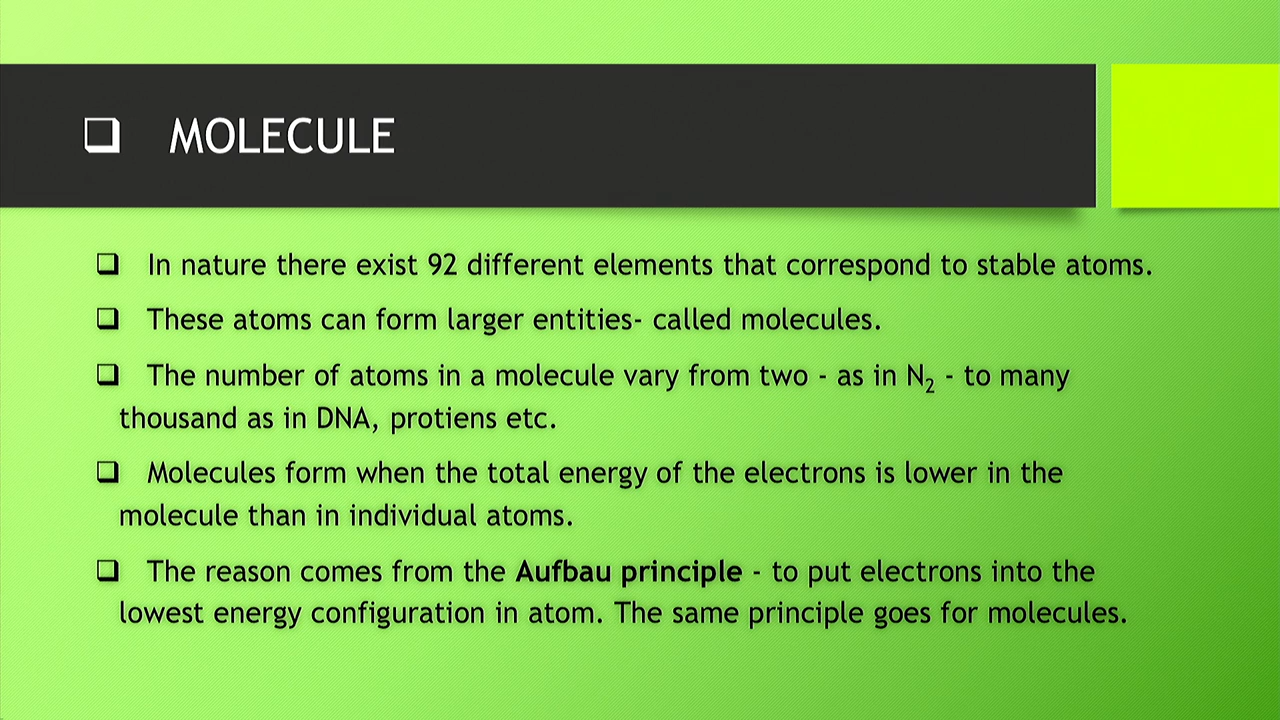 ❑ MOLECULE
❑ In nature there exist 92 different elements that correspond to stable atoms.
❑ These atoms can form larger entities- called molecules.
❑ The number of atoms in a molecule vary from two - as in N₂ - to many
thousand as in DNA, protiens etc.
❑ Molecules form when the total energy of the electrons is lower in the
molecule than in individual atoms.
❑ The reason comes from the Aufbau principle - to put electrons into the
lowest energy configuration in atom. The same principle goes for molecules.